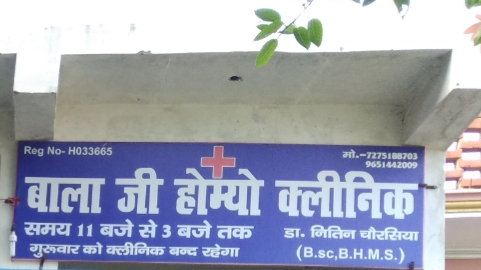 Reg No- H033665
मो.-7275188703
9651442009
बाला जी होम्यो क्लीनिक
समय 11 बजे से 3 बजे तक
डा. नितिन चौरसिया
गुरूवार को क्लीनिक बन्द रहेगा
(B.sc,B.H.M.S.)